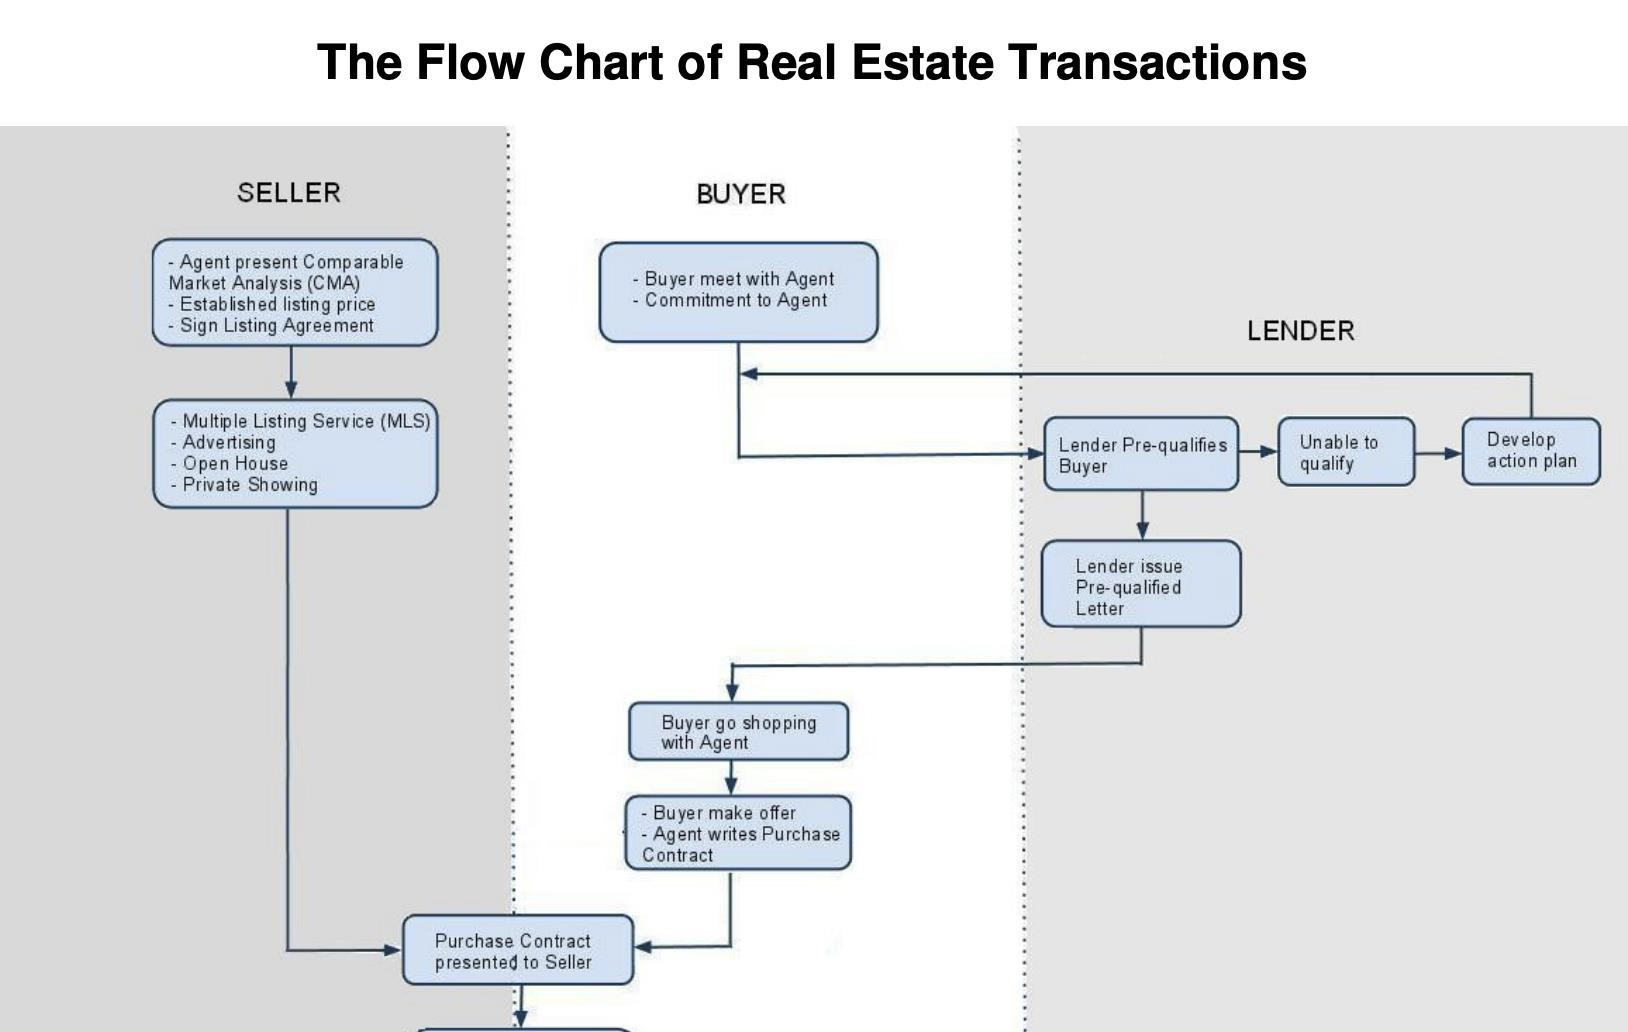 The Flow Chart of Real Estate Transactions
SELLER
- Agent present Comparable
Market Analysis (CMA)
- Established listing price
- Sign Listing Agreement
- Multiple Listing Service (MLS)
- Advertising
- Open House
- Private Showing
BUYER
- Buyer meet with Agent
- Commitment to Agent
LENDER
Lender Pre-qualifies
Buyer
Unable to
qualify
Develop
action plan
Lender issue
Pre-qualified
Letter
Buyer go shopping
with Agent
- Buyer make offer
- Agent writes Purchase
Contract
Purchase Contract
presented to Seller